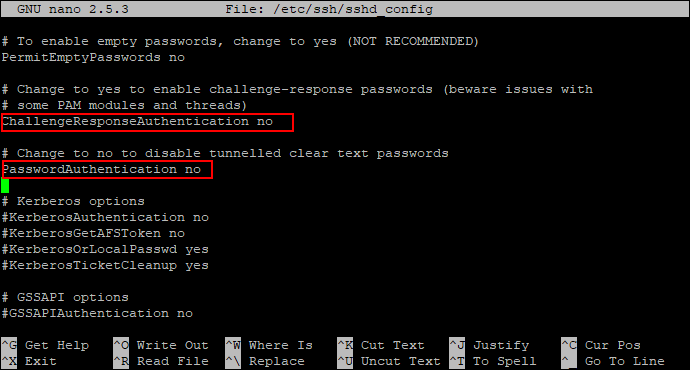 GNU nano 2.5.3 File: /etc/ssh/sshd_config
# To enable empty passwords, change to yes (NOT RECOMMENDED)
PermitEmptyPasswords no
# Change to yes to enable challenge-response passwords (beware issues with
# some PAM modules and threads)
ChallengeResponseAuthentication no
# Change to no to disable tunnelled clear text passwords
PasswordAuthentication no
# Kerberos options
#KerberosAuthentication no
#KerberosGetAFSToken no
#KerberosOrLocalPasswd yes
#KerberosTicketCleanup yes
# GSSAPI options
#GSSAPIAuthentication no
^G Get Help ^O Write Out ^W Where Is ^K Cut Text ^J Justify ^C Cur Pos
^X Exit ^R Read File ^\ Replace ^U Uncut Text ^T To Spell ^_ Go To Line